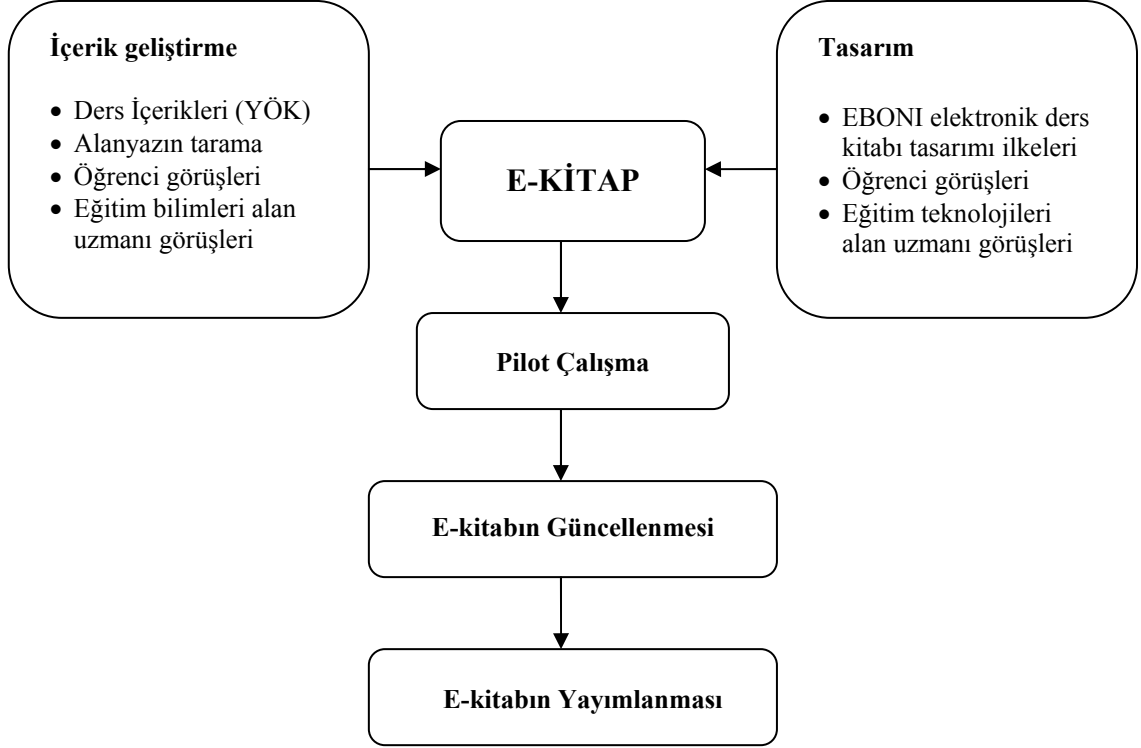 İçerik geliştirme
• Ders İçerikleri (YÖK)
• Alanyazın tarama
• Öğrenci görüşleri
• Eğitim bilimleri alan
uzmanı görüşleri
E-KİTAP
Tasarım
• EBONI elektronik ders
kitabı tasarımı ilkeleri
• Öğrenci görüşleri
• Eğitim teknolojileri
alan uzmanı görüşleri
Pilot Çalışma
E-kitabın Güncellenmesi
E-kitabın Yayımlanması